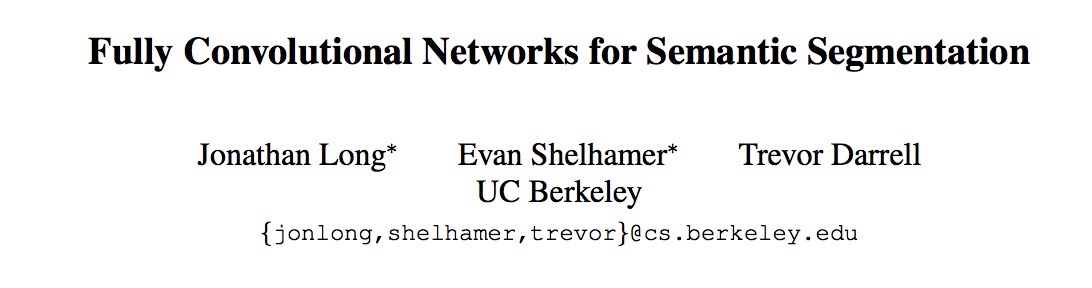 Fully Convolutional Networks for Semantic Segmentation
Jonathan Long* Evan Shelhamer* Trevor Darrell
UC Berkeley
{jonlong,shelhamer,trevor}@cs.berkeley.edu